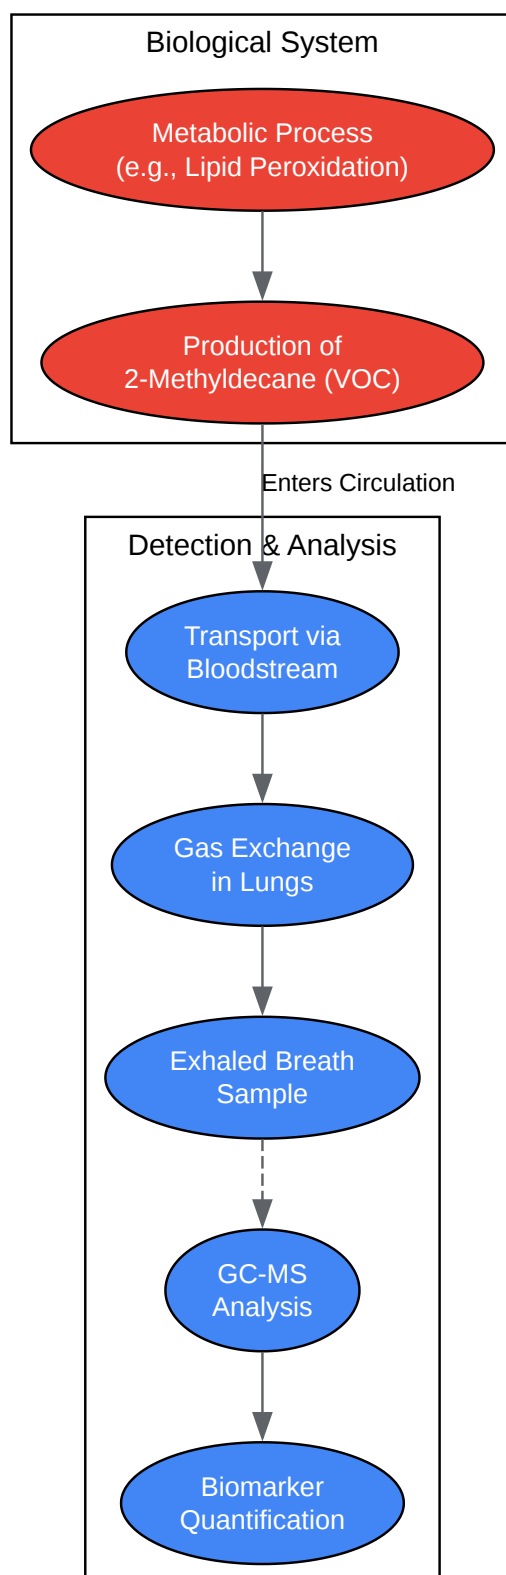 Biological System
Metabolic Process
(e.g., Lipid Peroxidation)
Production of
2-Methyldecane (VOC)
Enters Circulation
Detection & Analysis
Transport via
Bloodstream
Gas Exchange
in Lungs
Exhaled Breath
Sample
GC-MS
Analysis
Biomarker
Quantification